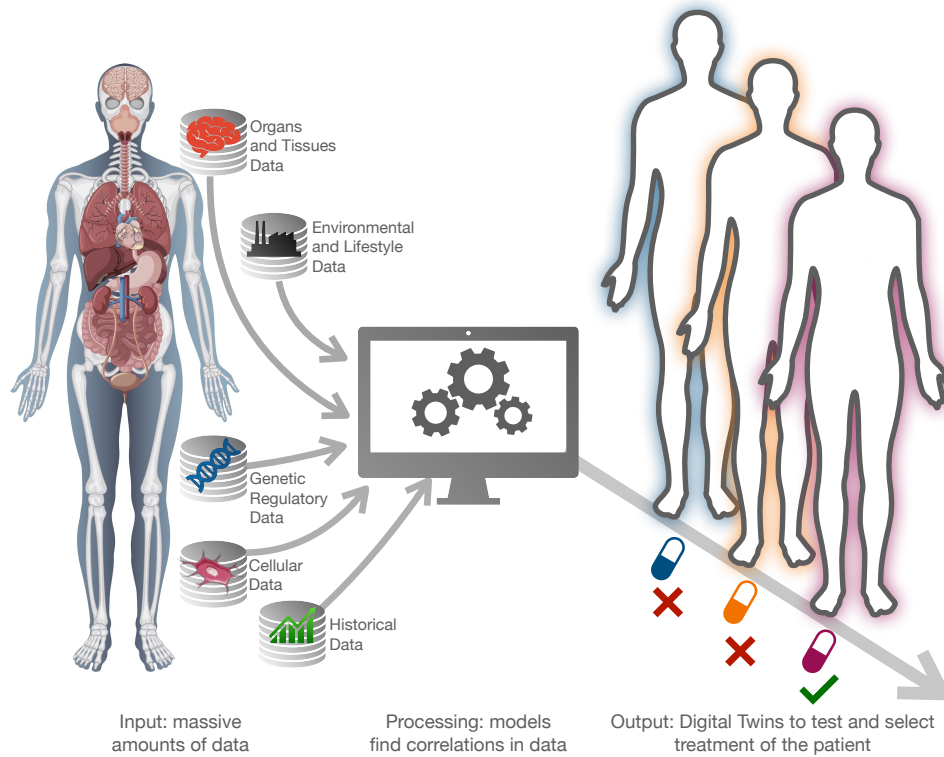 Organs
and Tissues
Data
Environmental
and Lifestyle
Data
Genetic
Regulatory
Data
Cellular
Data
Historical
Data
Input: massive
amounts of data
Processing: models
find correlations in data
Output: Digital Twins to test and select
treatment of the patient